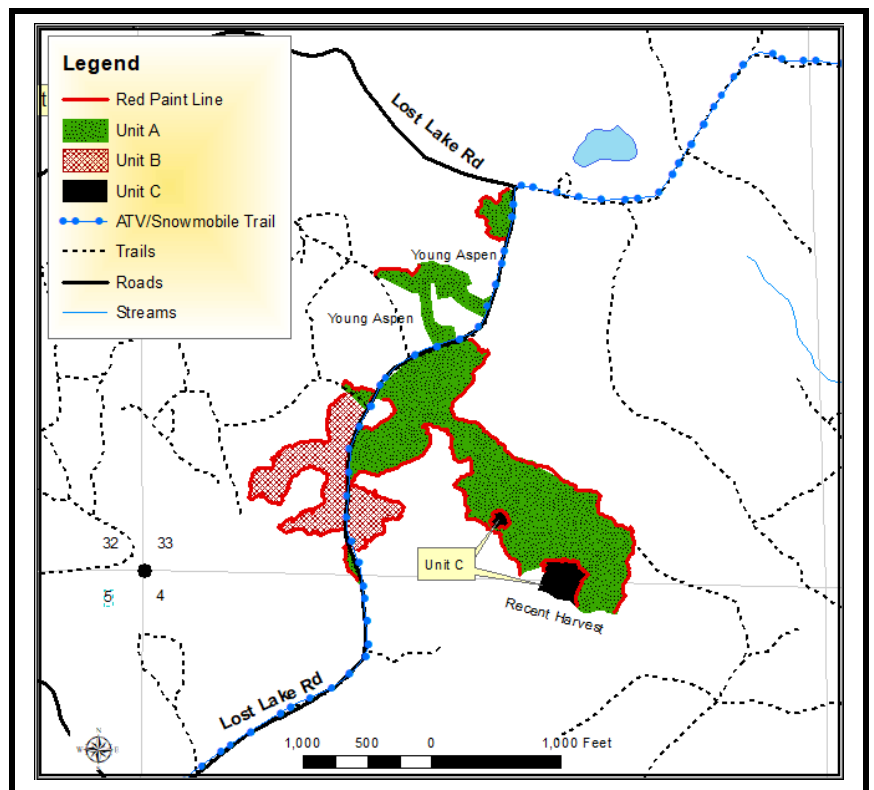 Legend
Red Paint Line
Unit A
Unit B
Unit C
ATV/Snowmobile Trail
Trails
Roads
Streams
t
Lost Lake Rd
Young Aspen
Young Aspen
32 33
5 4
Unit C
Recent Harvest
Lost Lake Rd
N
W E
S
1,000 500 0 1,000 Feet